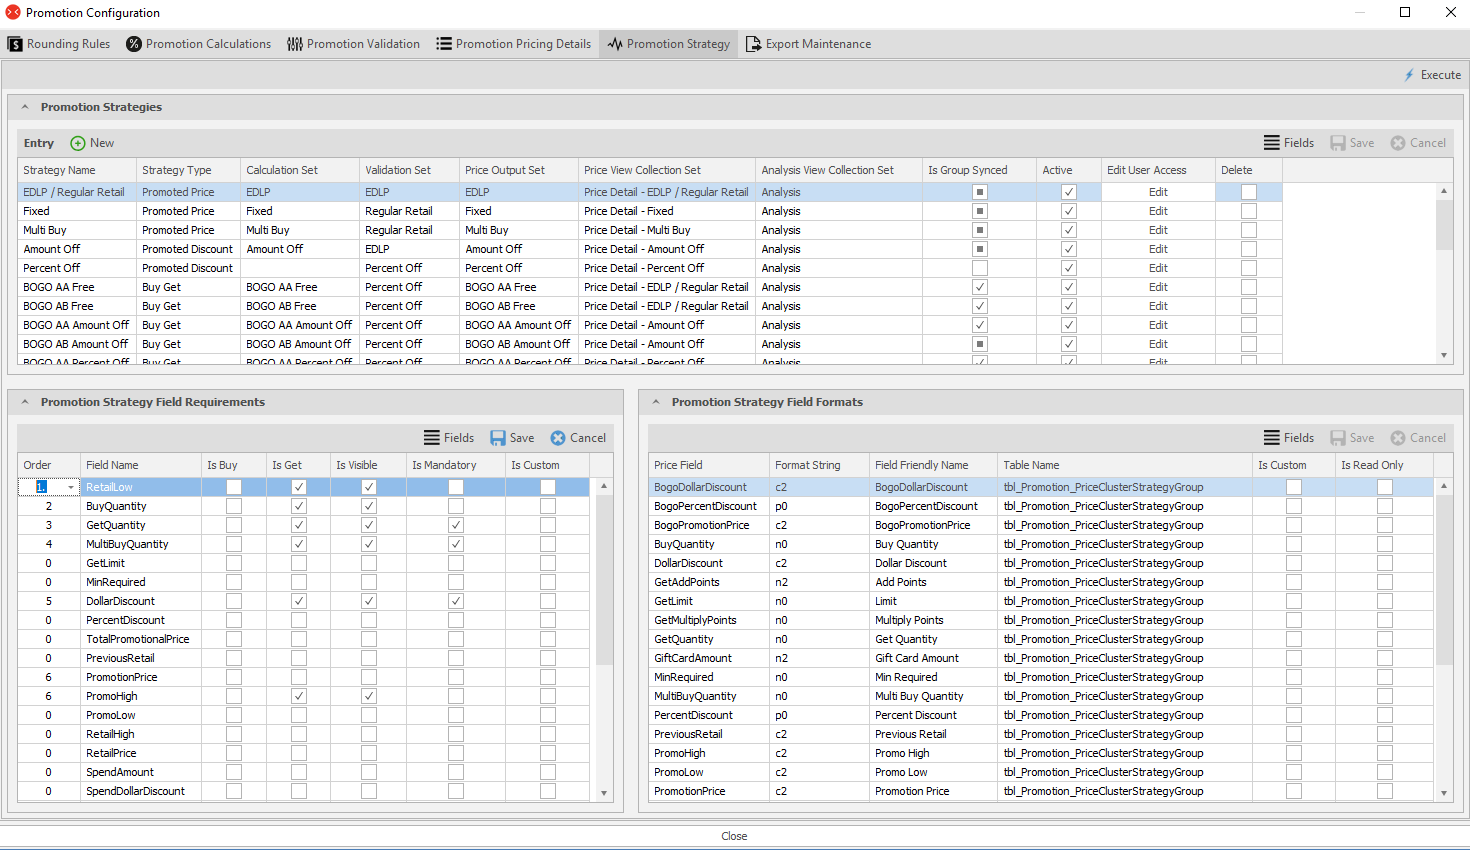 Promotion Configuration
Rounding Rules Promotion Calculations Promotion Validation Promotion Pricing Details Promotion Strategy Export Maintenance
Execute
Promotion Strategies
Entry New Fields Save Cancel
Strategy Name Strategy Type Calculation Set Validation Set Price Output Set Price View Collection Set Analysis View Collection Set Is Group Synced Active Edit User Access Delete
EDLP / Regular Retail Promoted Price EDLP EDLP EDLP Price Detail - EDLP / Regular Retail Analysis Edit
Fixed Promoted Price Fixed Regular Retail Fixed Price Detail - Fixed Analysis Edit
Multi Buy Promoted Price Multi Buy Regular Retail Multi Buy Price Detail - Multi Buy Analysis Edit
Amount Off Promoted Discount Amount Off EDLP Amount Off Price Detail - Amount Off Analysis Edit
Percent Off Promoted Discount Percent Off Percent Off Price Detail - Percent Off Analysis Edit
BOGO AA Free Buy Get BOGO AA Free Percent Off BOGO AA Free Price Detail - EDLP / Regular Retail Analysis Edit
BOGO AB Free Buy Get BOGO AB Free Percent Off BOGO AB Free Price Detail - EDLP / Regular Retail Analysis Edit
BOGO AA Amount Off Buy Get BOGO AA Amount Off Percent Off BOGO AA Amount Off Price Detail - Amount Off Analysis Edit
BOGO AB Amount Off Buy Get BOGO AB Amount Off Percent Off BOGO AB Amount Off Price Detail - Amount Off Analysis Edit
BOGO AA Percent Off Buy Get BOGO AA Percent Off Percent Off BOGO AA Percent Off Price Detail - Percent Off Analysis Edit
Promotion Strategy Field Requirements
Fields Save Cancel
Order Field Name Is Buy Is Get Is Visible Is Mandatory Is Custom
1. RetailLow
2 BuyQuantity
3 GetQuantity
4 MultiBuyQuantity
0 GetLimit
0 MinRequired
5 DollarDiscount
0 PercentDiscount
0 TotalPromotionalPrice
0 PreviousRetail
6 PromotionPrice
6 PromoHigh
0 PromoLow
0 RetailHigh
0 RetailPrice
0 SpendAmount
0 SpendDollarDiscount
Promotion Strategy Field Formats
Fields Save Cancel
Price Field Format String Field Friendly Name Table Name Is Custom Is Read Only
BogoDollarDiscount c2 BogoDollarDiscount tbl_Promotion_PriceClusterStrategyGroup
BogoPercentDiscount p0 BogoPercentDiscount tbl_Promotion_PriceClusterStrategyGroup
BogoPromotionPrice c2 BogoPromotionPrice tbl_Promotion_PriceClusterStrategyGroup
BuyQuantity n0 Buy Quantity tbl_Promotion_PriceClusterStrategyGroup
DollarDiscount c2 Dollar Discount tbl_Promotion_PriceClusterStrategyGroup
GetAddPoints n2 Add Points tbl_Promotion_PriceClusterStrategyGroup
GetLimit n0 Limit tbl_Promotion_PriceClusterStrategyGroup
GetMultiplyPoints n0 Multiply Points tbl_Promotion_PriceClusterStrategyGroup
GetQuantity n0 Get Quantity tbl_Promotion_PriceClusterStrategyGroup
GiftCardAmount n2 Gift Card Amount tbl_Promotion_PriceClusterStrategyGroup
MinRequired n0 Min Required tbl_Promotion_PriceClusterStrategyGroup
MultiBuyQuantity n0 Multi Buy Quantity tbl_Promotion_PriceClusterStrategyGroup
PercentDiscount p0 Percent Discount tbl_Promotion_PriceClusterStrategyGroup
PreviousRetail c2 Previous Retail tbl_Promotion_PriceClusterStrategyGroup
PromoHigh c2 Promo High tbl_Promotion_PriceClusterStrategyGroup
PromoLow c2 Promo Low tbl_Promotion_PriceClusterStrategyGroup
PromotionPrice c2 Promotion Price tbl_Promotion_PriceClusterStrategyGroup
Close